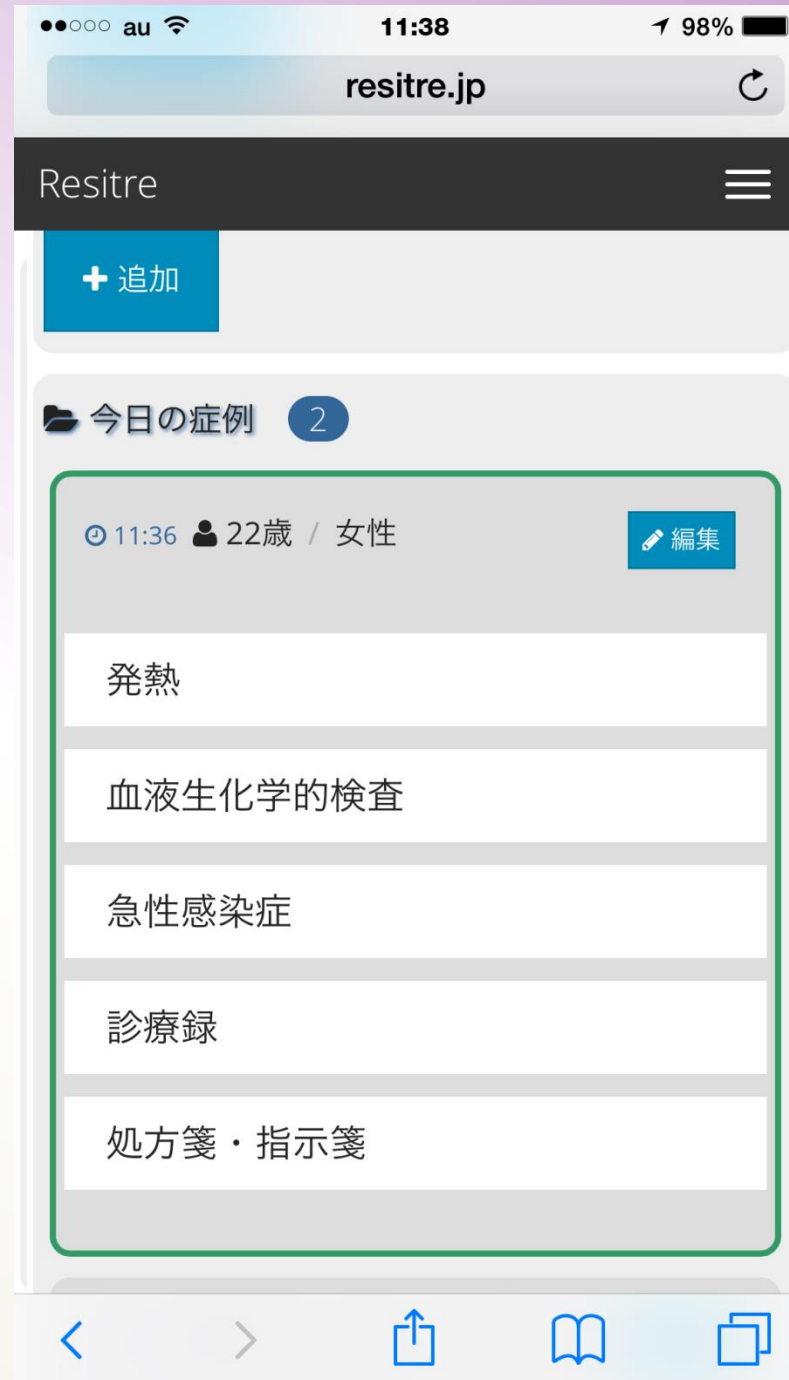 au 11:38 98%
resitre.jp
Resitre
追加
今日の症例 2
11:36 22歳 / 女性 編集
発熱
血液生化学的検査
急性感染症
診療録
処方箋・指示箋